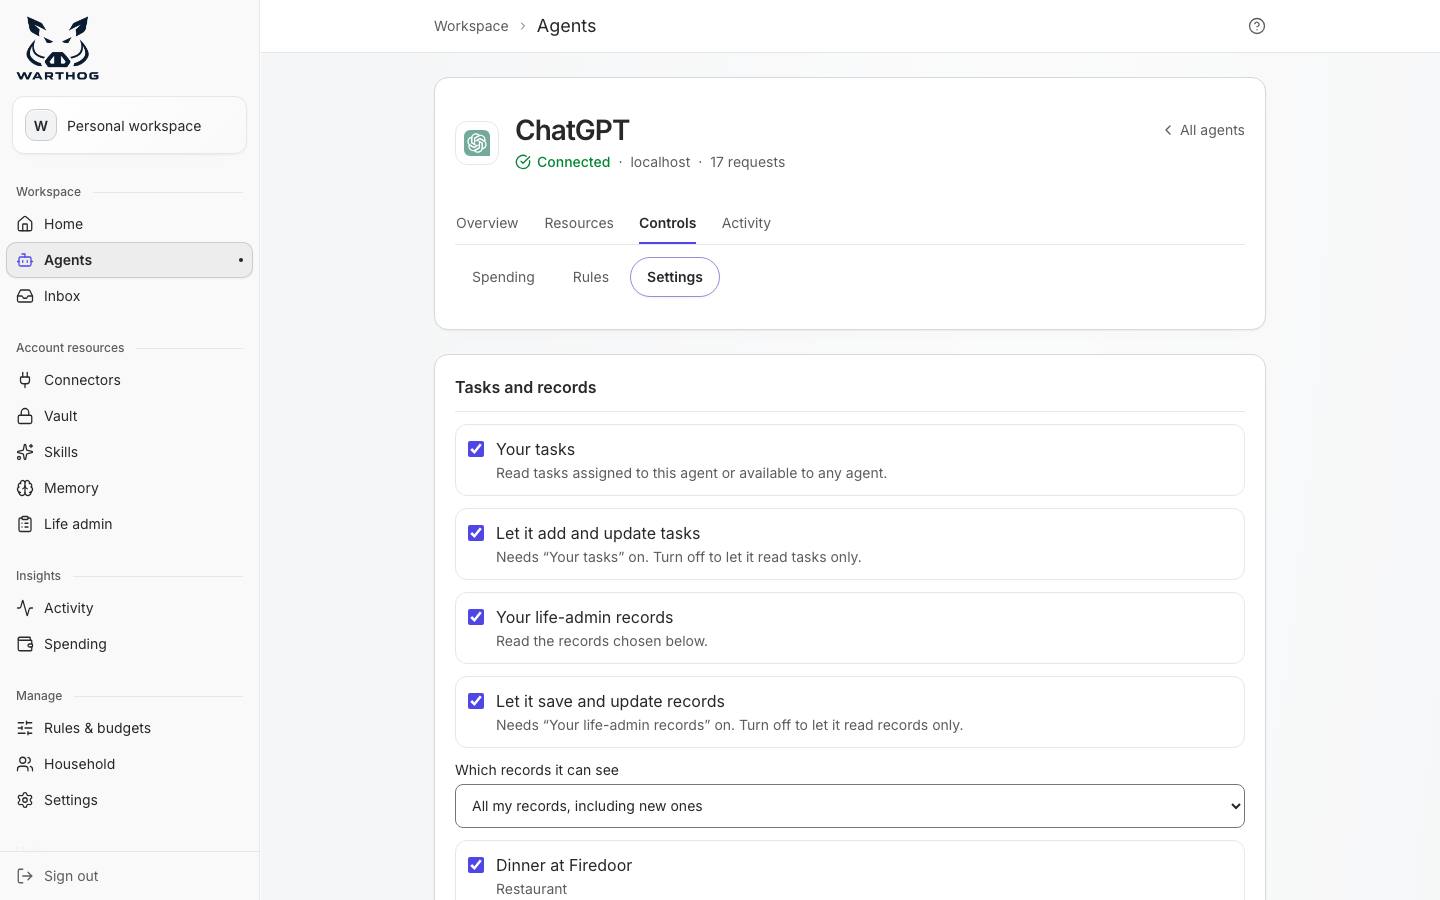 WARTHOG
W
Personal workspace
Workspace
Home
Agents
Inbox
Account resources
Connectors
Vault
Skills
Memory
Life admin
Insights
Activity
Spending
Manage
Rules & budgets
Household
Settings
Sign out
Workspace
Agents
ChatGPT
Connected · localhost · 17 requests
All agents
Overview
Resources
Controls
Activity
Spending
Rules
Settings
Tasks and records
Your tasks
Read tasks assigned to this agent or available to any agent.
Let it add and update tasks
Needs “Your tasks” on. Turn off to let it read tasks only.
Your life-admin records
Read the records chosen below.
Let it save and update records
Needs “Your life-admin records” on. Turn off to let it read records only.
Which records it can see
All my records, including new ones
Dinner at Firedoor
Restaurant